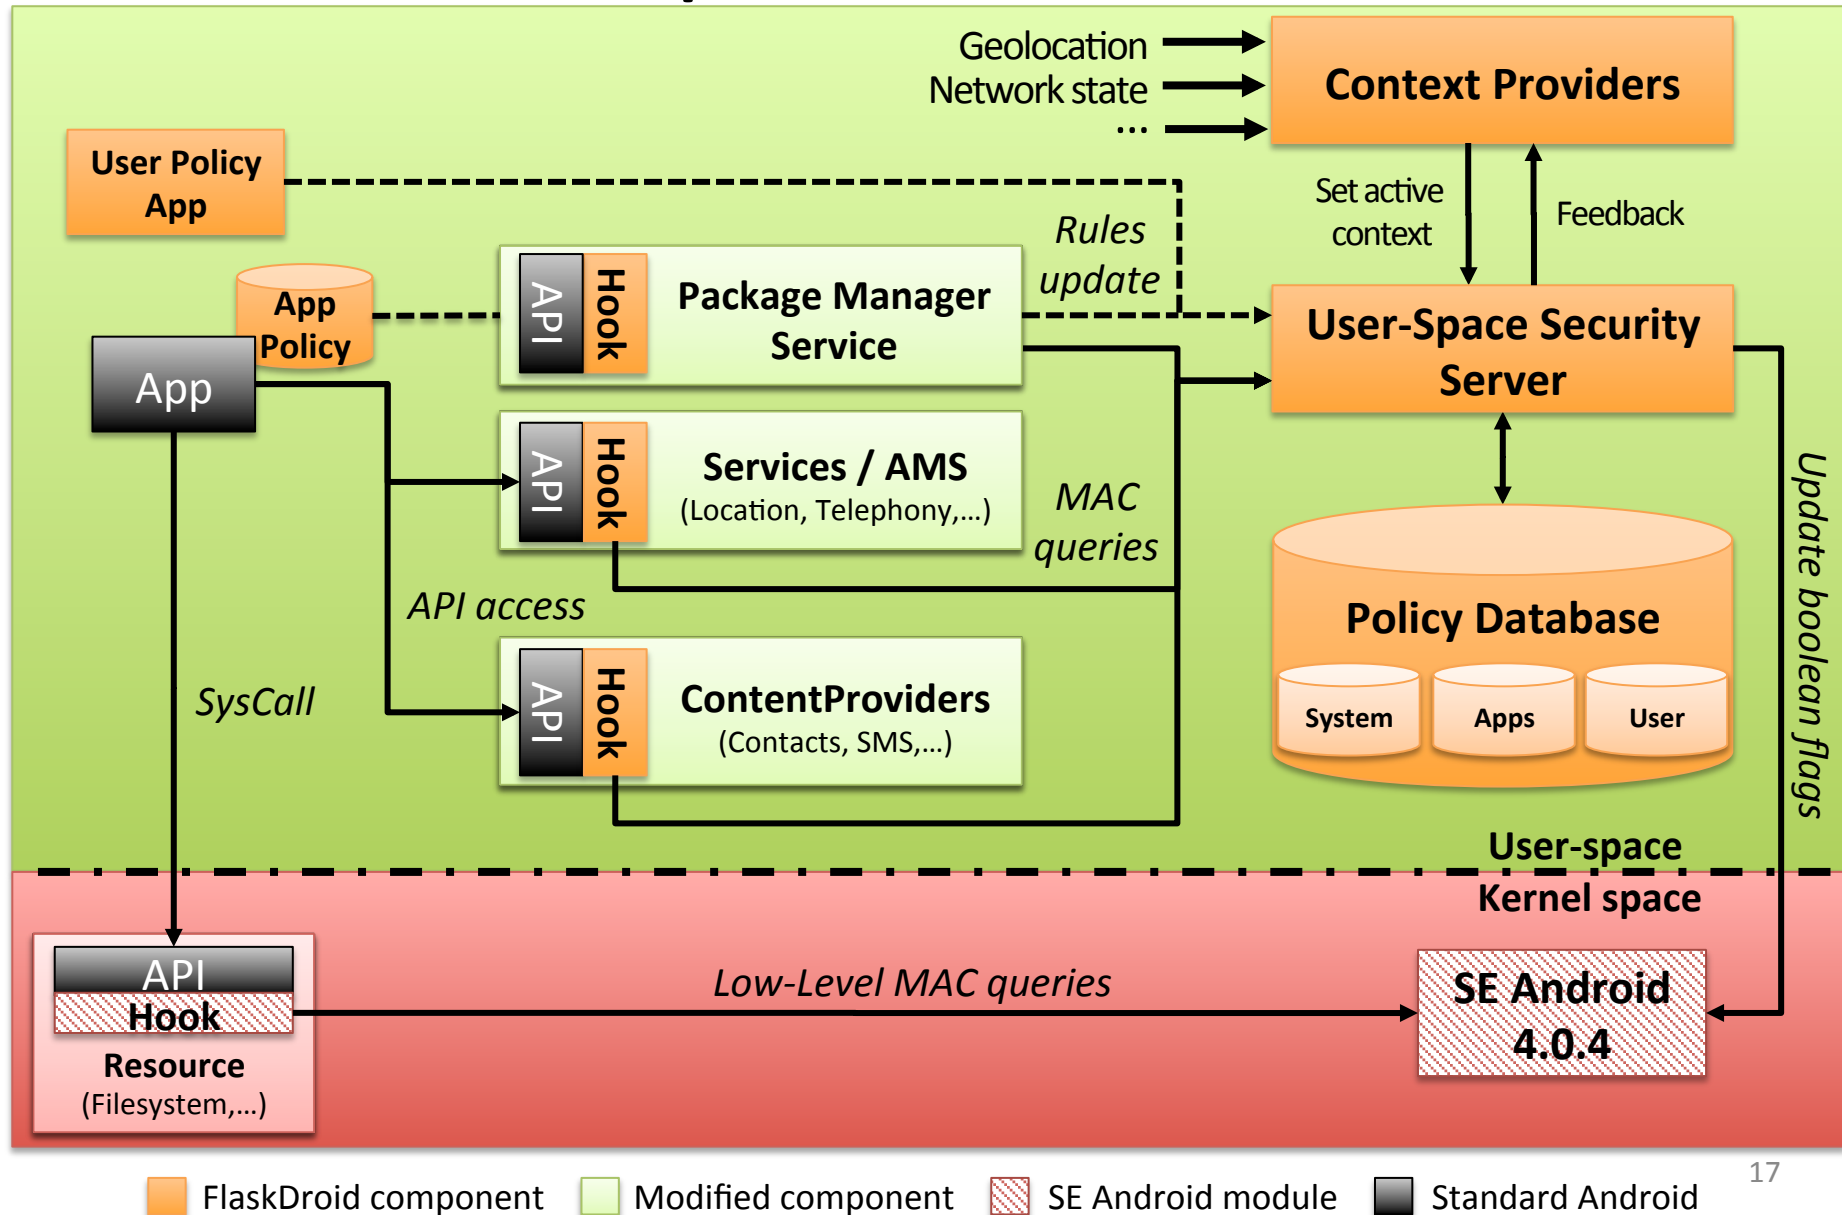 Geolocation
Network state
...
Context Providers
User Policy
App
Set active
context
Feedback
Rules
update
App
Policy
App
API
Hook
Package Manager
Service
User-Space Security
Server
API
Hook
Services / AMS
(Location, Telephony,...)
MAC
queries
API access
Update boolean flags
Policy Database
System
Apps
User
SysCall
API
Hook
ContentProviders
(Contacts, SMS,...)
User-space
Kernel space
API
Hook
Resource
(Filesystem,...)
Low-Level MAC queries
SE Android
4.0.4
17
FlaskDroid component
Modified component
SE Android module
Standard Android